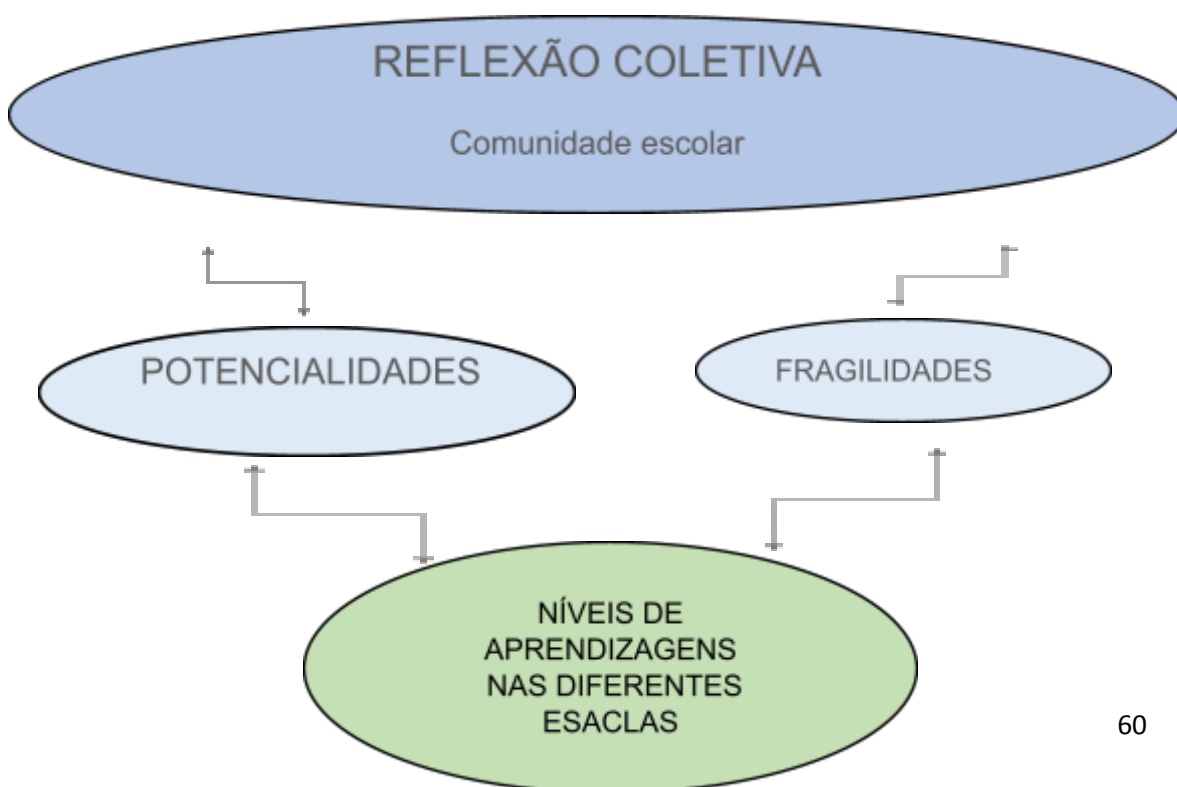 REFLEXÃO COLETIVA
Comunidade escolar
POTENCIALIDADES
FRAGILIDADES
NÍVEIS DE
APRENDIZAGENS
NAS DIFERENTES
ESACLAS
60